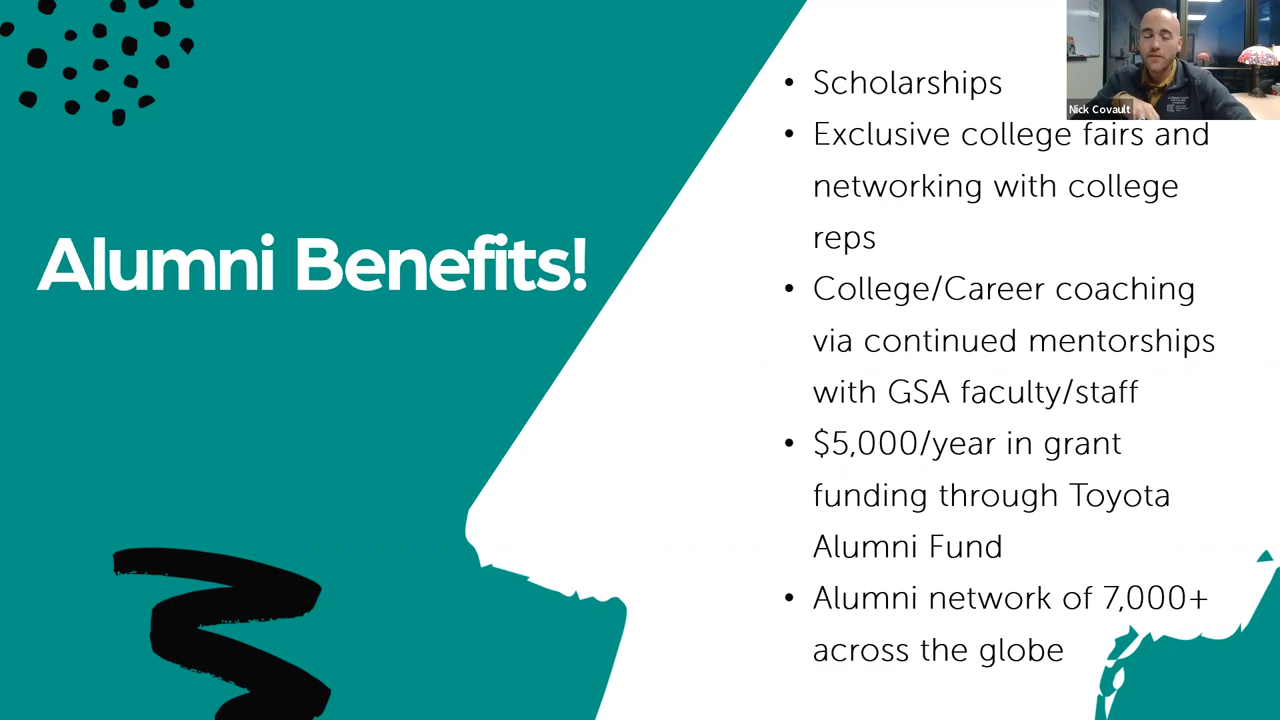 Alumni Benefits!
• Scholarships
• Exclusive college fairs and
networking with college
reps
• College/Career coaching
via continued mentorships
with GSA faculty/staff
• $5,000/year in grant
funding through Toyota
Alumni Fund
• Alumni network of 7,000+
across the globe
Nick Covault